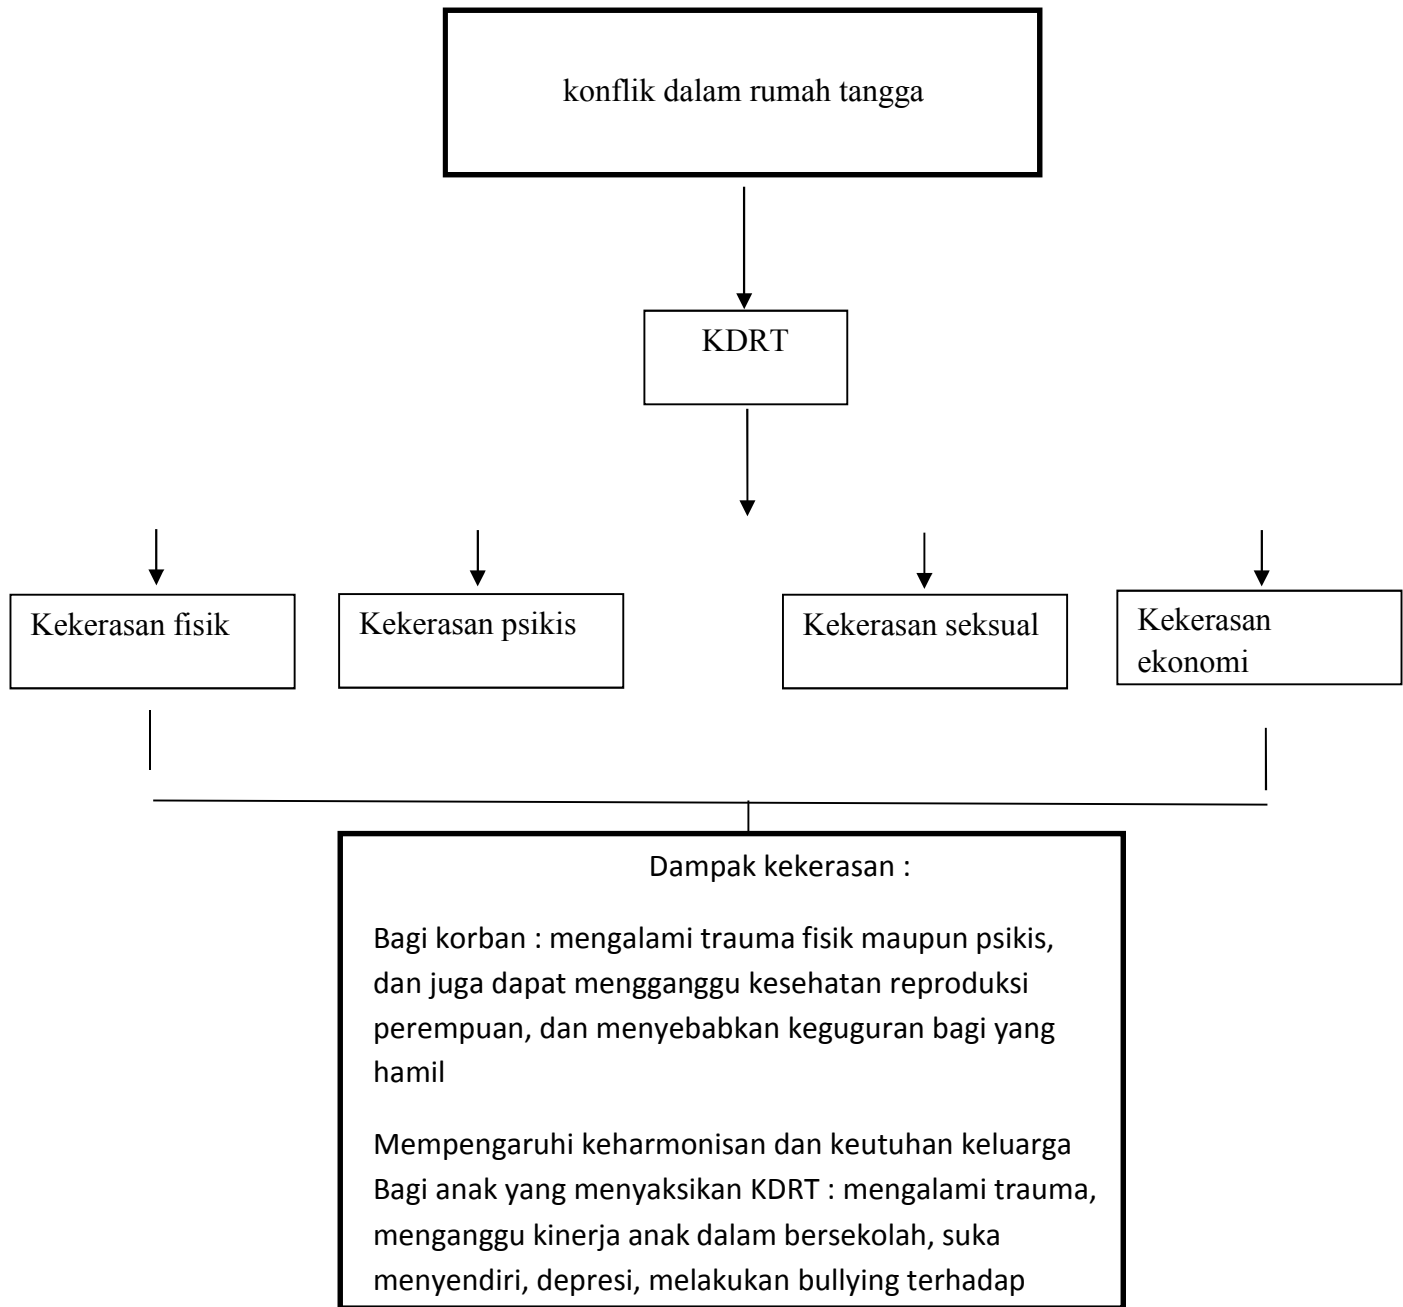 konflik dalam rumah tangga
KDRT
Kekerasan fisik
Kekerasan psikis
Kekerasan seksual
Kekerasan
ekonomi
Dampak kekerasan :
Bagi korban : mengalami trauma fisik maupun psikis,
dan juga dapat mengganggu kesehatan reproduksi
perempuan, dan menyebabkan keguguran bagi yang
hamil
Mempengaruhi keharmonisan dan keutuhan keluarga
Bagi anak yang menyaksikan KDRT : mengalami trauma,
menganggu kinerja anak dalam bersekolah, suka
menyendiri, depresi, melakukan bullying terhadap